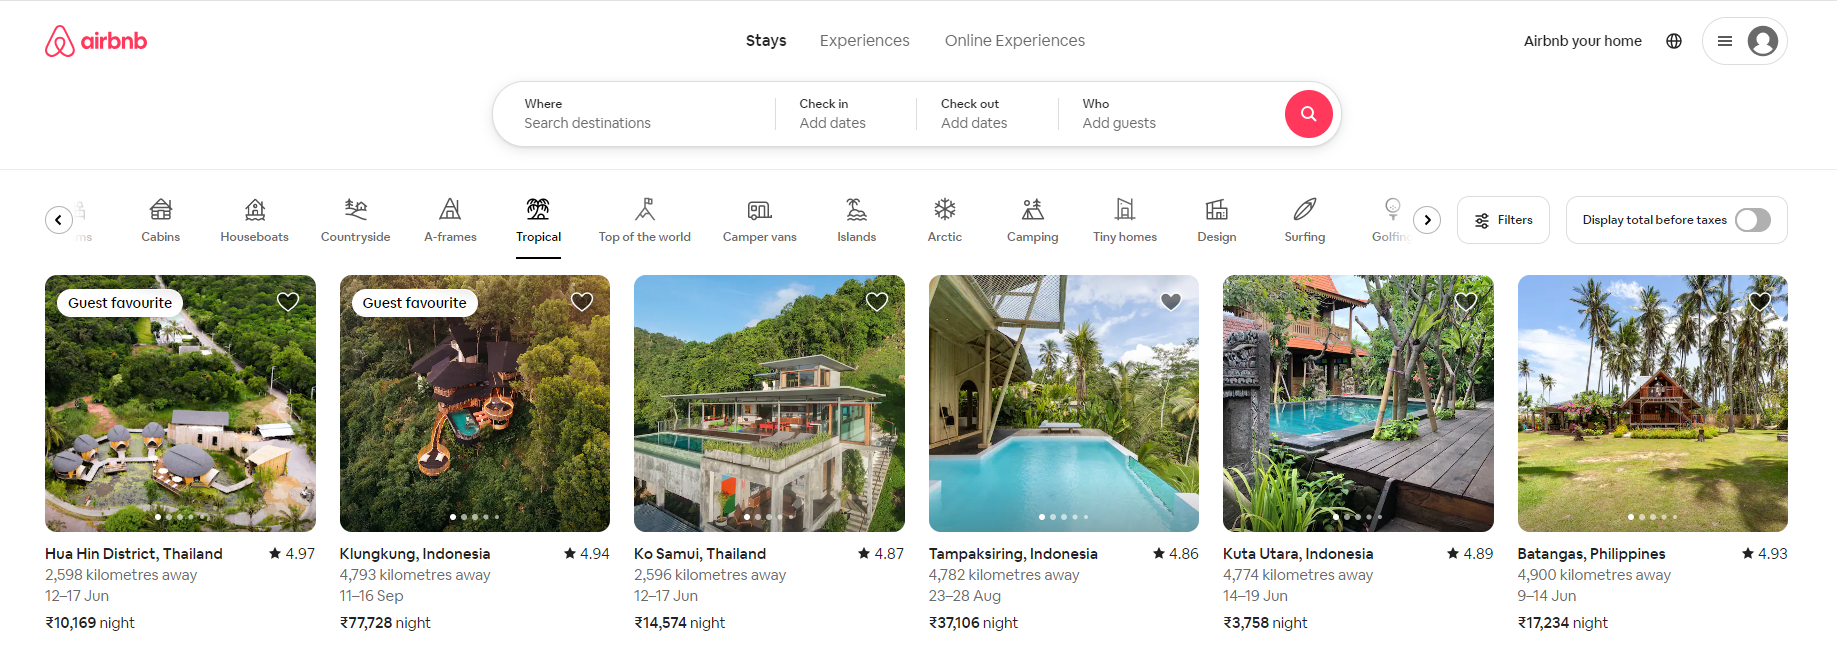 airbnb
Stays Experiences Online Experiences
Airbnb your home
Where Check in Check out Who
Search destinations Add dates Add dates Add guests
ms Cabins Houseboats Countryside A-frames Tropical Top of the world Camper vans Islands Arctic Camping Tiny homes Design Surfing Golfing
Filters
Display total before taxes
Guest favourite
Hua Hin District, Thailand 4.97
2,598 kilometres away
12–17 Jun
₹10,169 night
Guest favourite
Klungkung, Indonesia 4.94
4,793 kilometres away
11–16 Sep
₹77,728 night
Ko Samui, Thailand 4.87
2,596 kilometres away
12–17 Jun
₹14,574 night
Tampaksiring, Indonesia 4.86
4,782 kilometres away
23–28 Aug
₹37,106 night
Kuta Utara, Indonesia 4.89
4,774 kilometres away
14–19 Jun
₹3,758 night
Batangas, Philippines 4.93
4,900 kilometres away
9–14 Jun
₹17,234 night